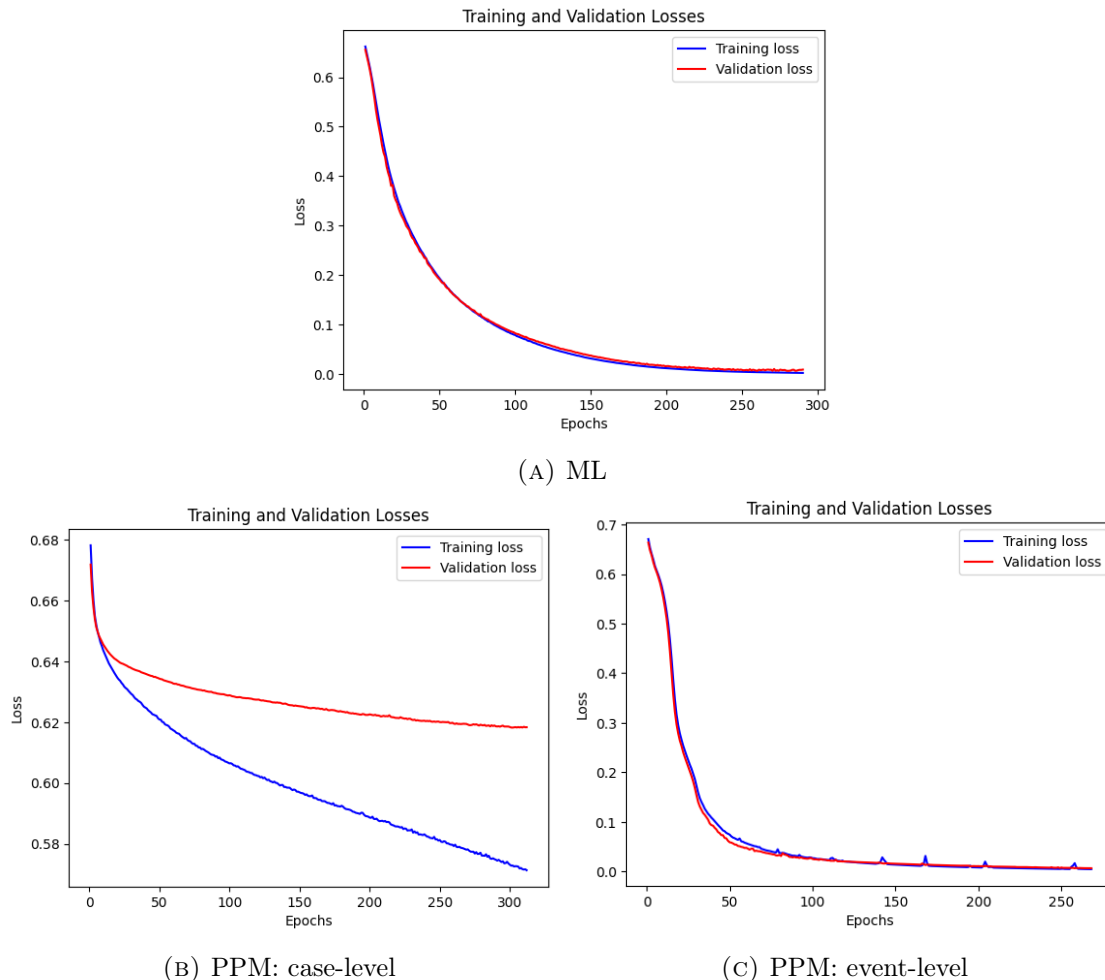 Training and Validation Losses
Training loss
Validation loss
0.6
0.5
0.4
0.3
0.2
0.1
0.0
Loss
0 50 100 150 200 250 300
Epochs
(A) ML
Training and Validation Losses
Training loss
Validation loss
0.68
0.66
0.64
0.62
0.60
0.58
Loss
0 50 100 150 200 250 300
Epochs
(B) PPM: case-level
Training and Validation Losses
Training loss
Validation loss
0.7
0.6
0.5
0.4
0.3
0.2
0.1
0.0
Loss
0 50 100 150 200 250
Epochs
(C) PPM: event-level